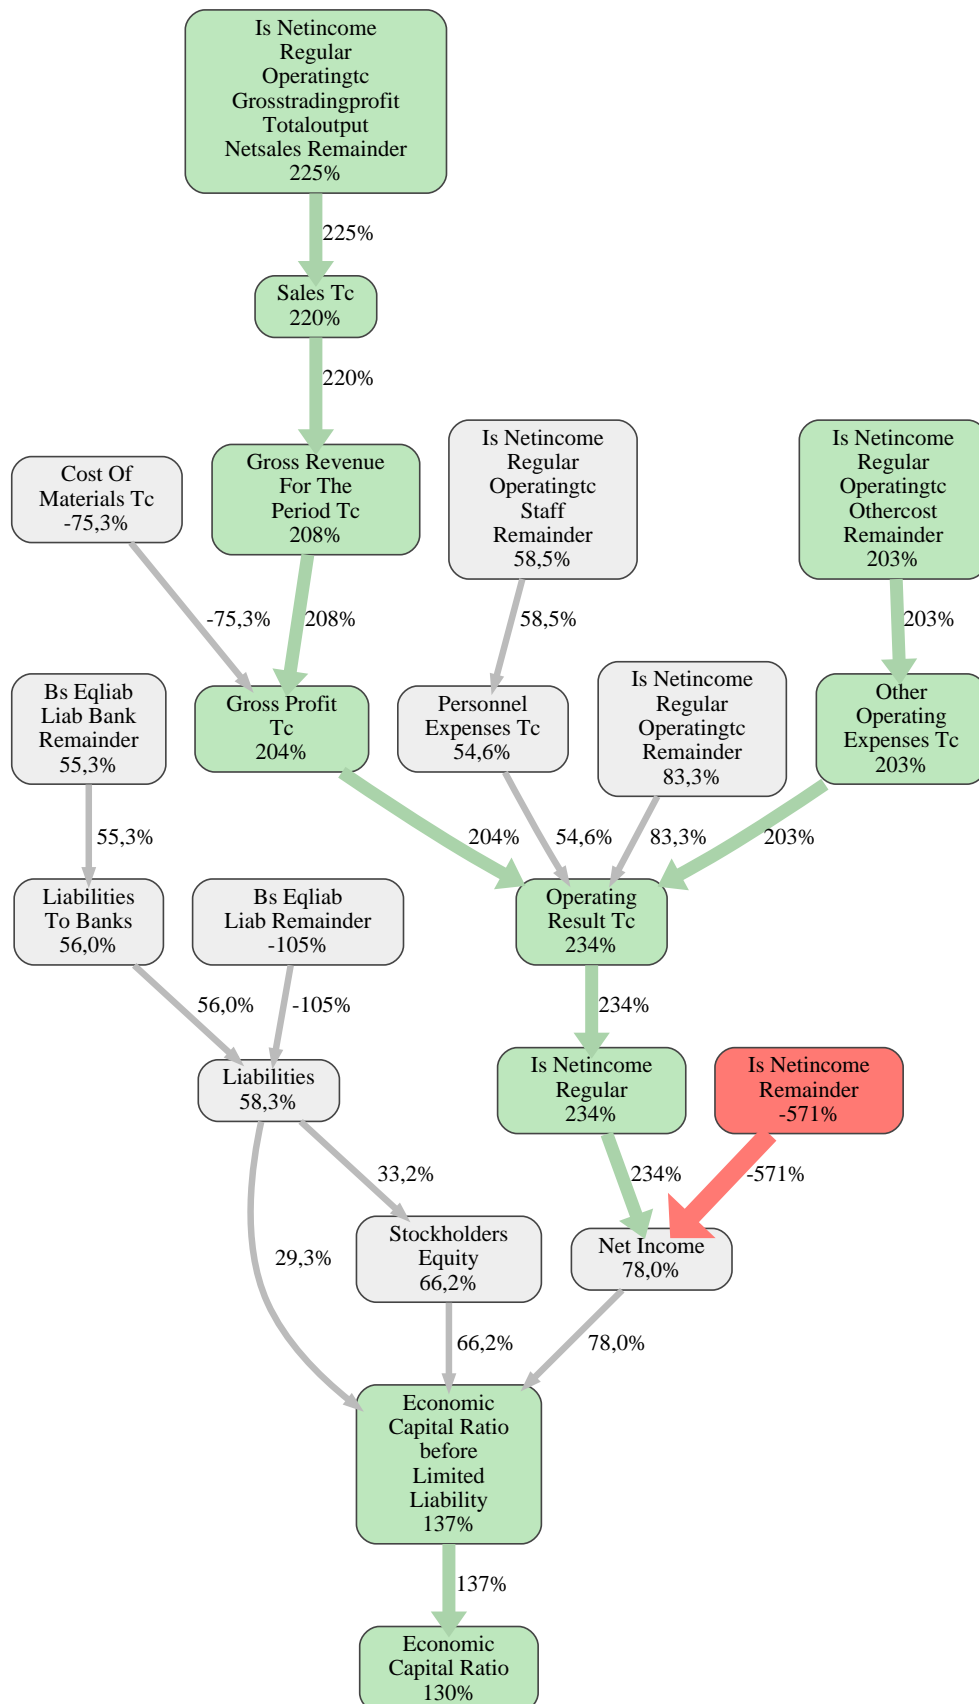 Is Netincome
Regular
Operatingtc
Grosstradingprofit
Totaloutput
Netsales Remainder
225%
225%
Sales Tc
220%
220%
Cost Of
Materials Tc
-75,3%
Gross Revenue
For The
Period Tc
208%
Is Netincome
Regular
Operatingtc
Staff
Remainder
58,5%
Is Netincome
Regular
Operatingtc
Othercost
Remainder
203%
-75,3%
208%
58,5%
203%
Bs Eqliab
Liab Bank
Remainder
55,3%
Gross Profit
Tc
204%
Personnel
Expenses Tc
54,6%
Is Netincome
Regular
Operatingtc
Remainder
83,3%
Other
Operating
Expenses Tc
203%
55,3%
204%
54,6%
83,3%
203%
Liabilities
To Banks
56,0%
Bs Eqliab
Liab Remainder
-105%
Operating
Result Tc
234%
56,0%
-105%
234%
Liabilities
58,3%
Is Netincome
Regular
234%
Is Netincome
Remainder
-571%
33,2%
234%
-571%
29,3%
Stockholders
Equity
66,2%
Net Income
78,0%
66,2%
78,0%
Economic
Capital Ratio
before
Limited
Liability
137%
137%
Economic
Capital Ratio
130%